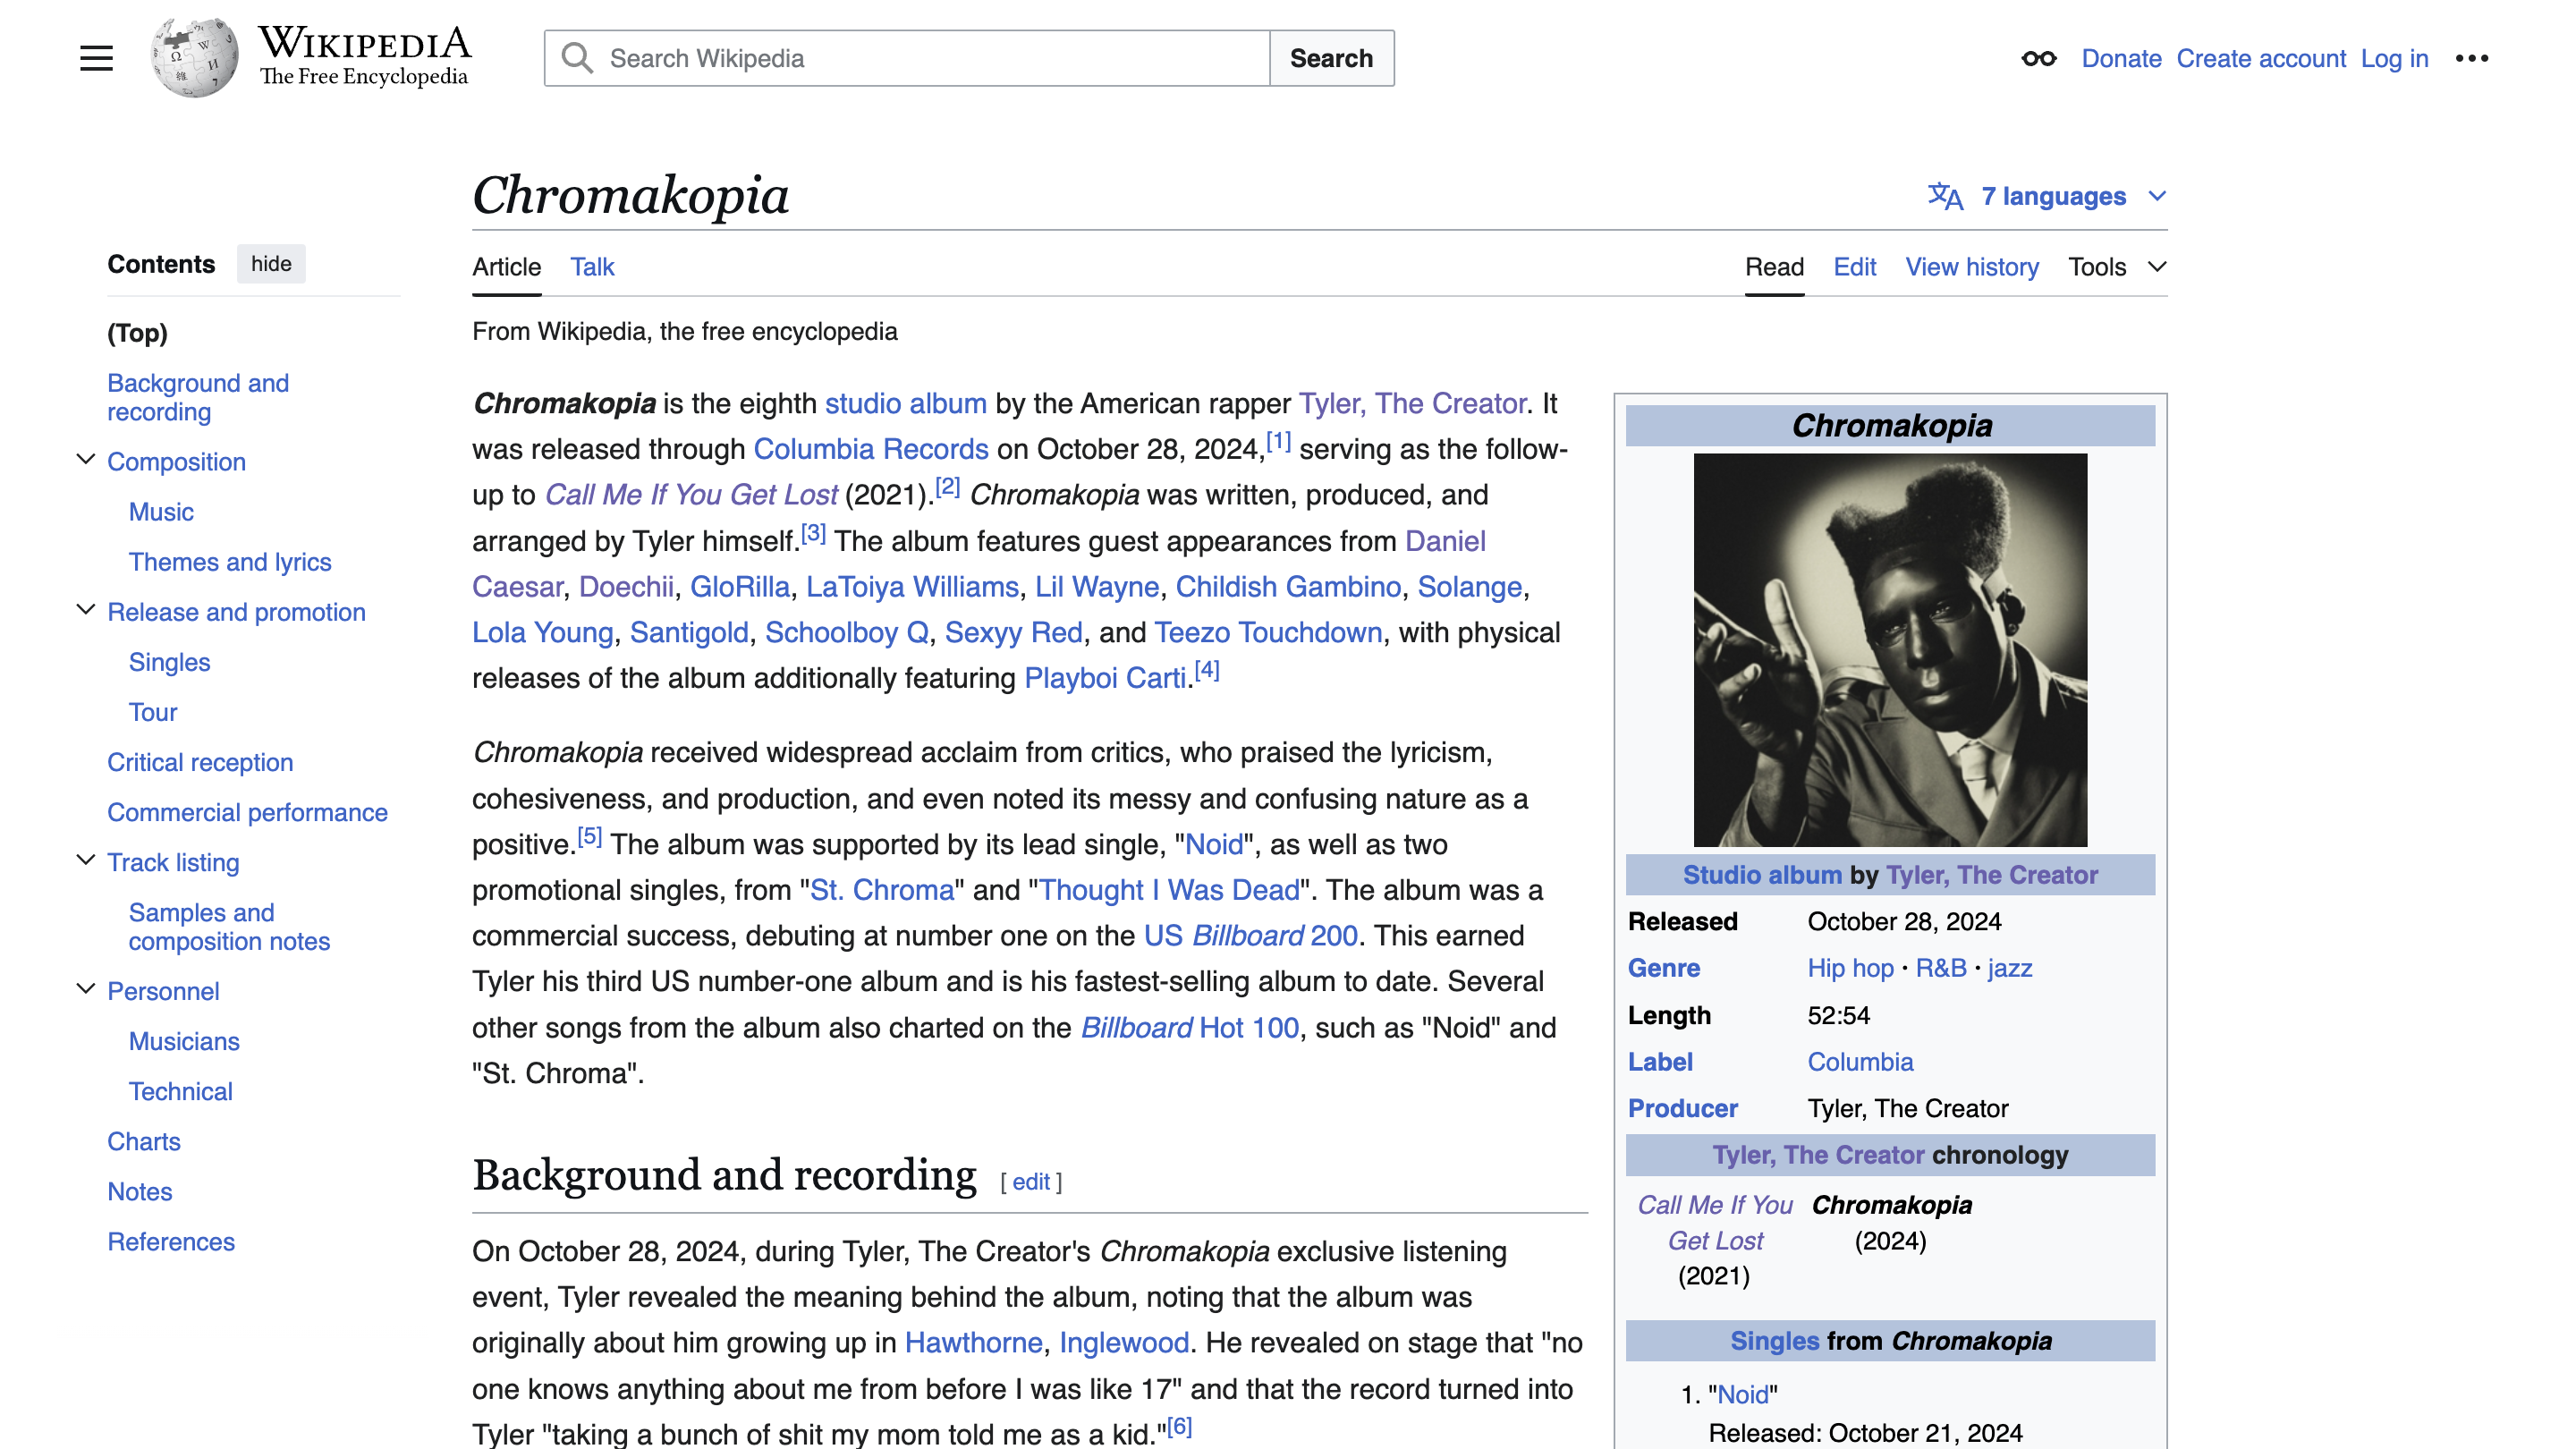 WIKIPEDIA
The Free Encyclopedia
Search Wikipedia
Search
Donate
Create account
Log in
Chromakopia
7 languages
Contents
hide
(Top)
Background and
recording
Composition
Music
Themes and lyrics
Release and promotion
Singles
Tour
Critical reception
Commercial performance
Track listing
Samples and
composition notes
Personnel
Musicians
Technical
Charts
Notes
References
Article
Talk
Read
Edit
View history
Tools
From Wikipedia, the free encyclopedia
Chromakopia is the eighth studio album by the American rapper Tyler, The Creator. It
was released through Columbia Records on October 28, 2024,[1] serving as the follow-
up to Call Me If You Get Lost (2021).[2] Chromakopia was written, produced, and
arranged by Tyler himself.[3] The album features guest appearances from Daniel
Caesar, Doechii, GloRilla, LaToiya Williams, Lil Wayne, Childish Gambino, Solange,
Lola Young, Santigold, Schoolboy Q, Sexyy Red, and Teezo Touchdown, with physical
releases of the album additionally featuring Playboi Carti.[4]
Chromakopia received widespread acclaim from critics, who praised the lyricism,
cohesiveness, and production, and even noted its messy and confusing nature as a
positive.[5] The album was supported by its lead single, "Noid", as well as two
promotional singles, from "St. Chroma" and "Thought I Was Dead". The album was a
commercial success, debuting at number one on the US Billboard 200. This earned
Tyler his third US number-one album and is his fastest-selling album to date. Several
other songs from the album also charted on the Billboard Hot 100, such as "Noid" and
"St. Chroma".
Background and recording [ edit ]
On October 28, 2024, during Tyler, The Creator's Chromakopia exclusive listening
event, Tyler revealed the meaning behind the album, noting that the album was
originally about him growing up in Hawthorne, Inglewood. He revealed on stage that "no
one knows anything about me from before I was like 17" and that the record turned into
Tyler "taking a bunch of shit my mom told me as a kid."[6]
Chromakopia
Studio album by Tyler, The Creator
Released October 28, 2024
Genre Hip hop · R&B · jazz
Length 52:54
Label Columbia
Producer Tyler, The Creator
Tyler, The Creator chronology
Call Me If You
Get Lost
(2021)
Chromakopia
(2024)
Singles from Chromakopia
1. "Noid"
Released: October 21, 2024